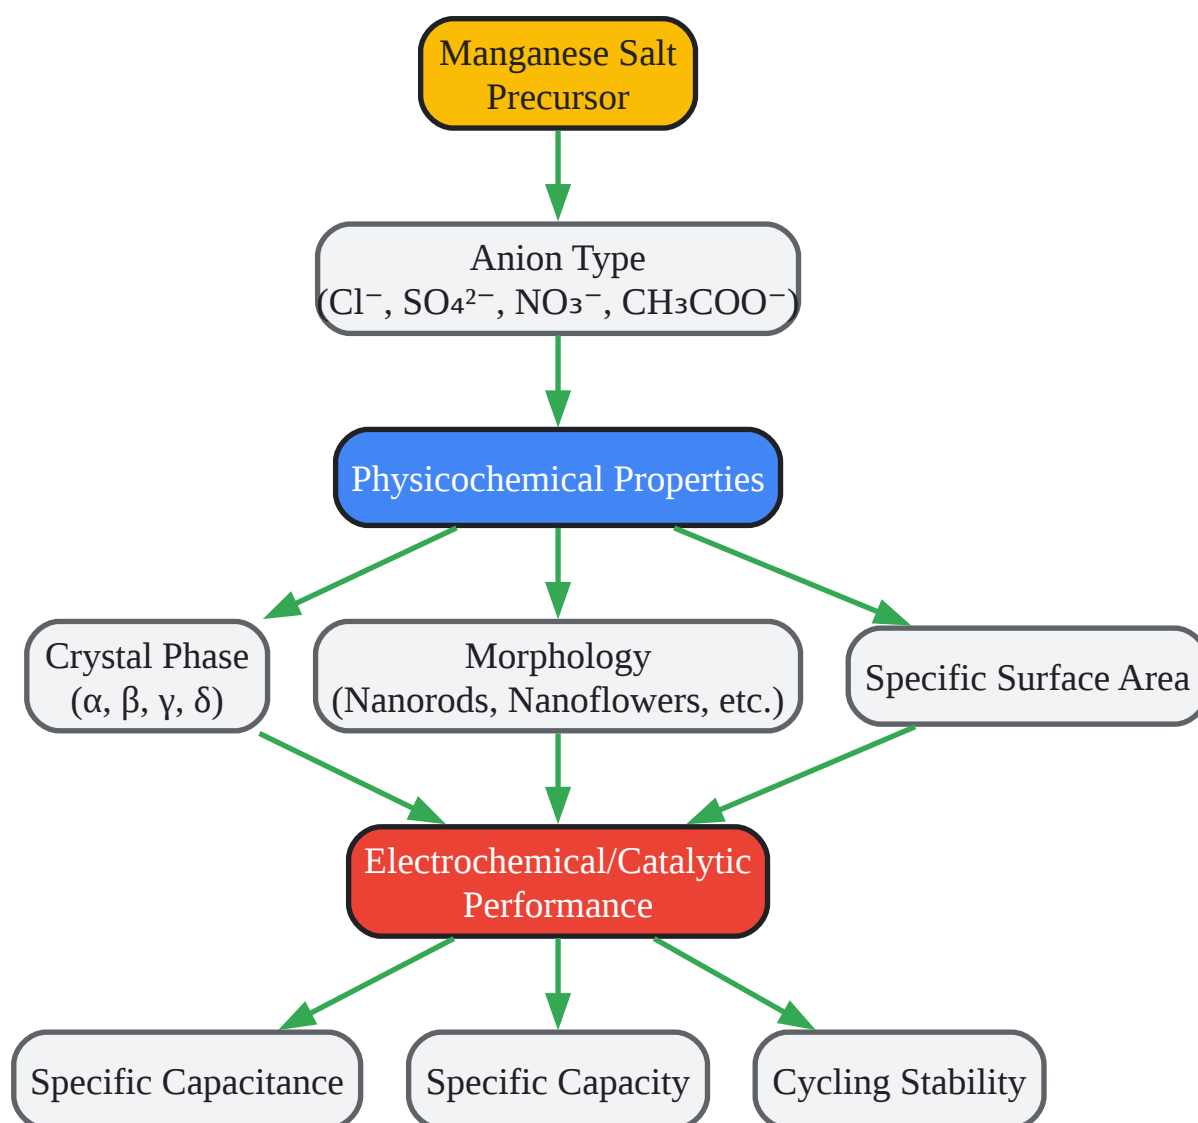 Manganese Salt
Precursor
Anion Type
(Cl⁻, SO₄²⁻, NO₃⁻, CH₃COO⁻)
Physicochemical Properties
Crystal Phase
(α, β, γ, δ)
Morphology
(Nanorods, Nanoflowers, etc.)
Specific Surface Area
Electrochemical/Catalytic
Performance
Specific Capacitance
Specific Capacity
Cycling Stability